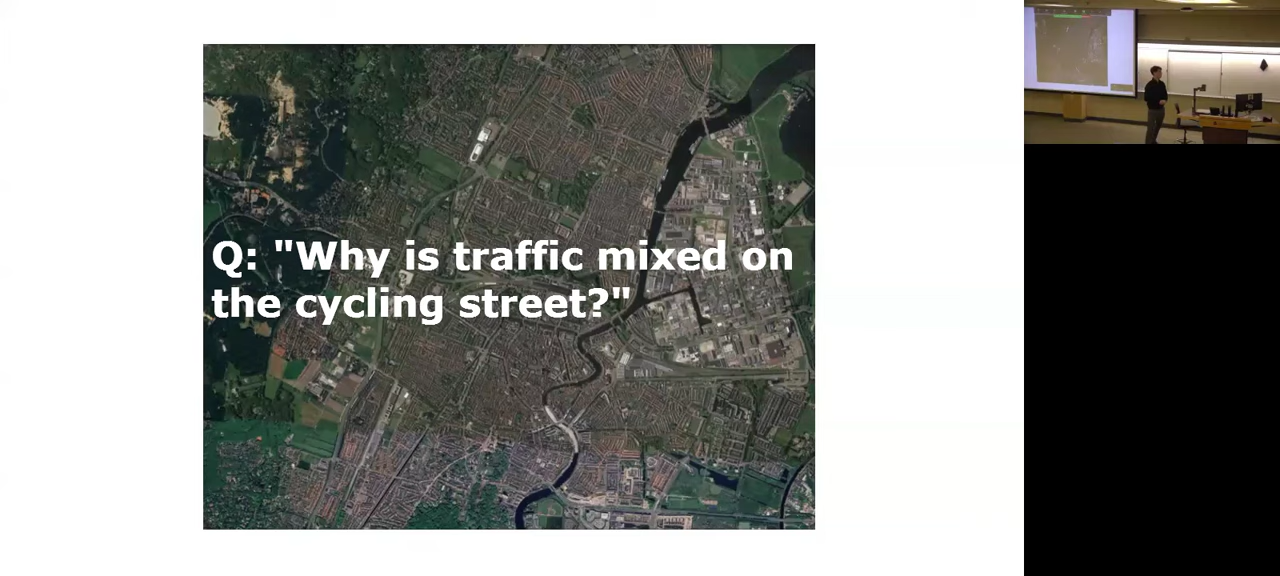 Q: "Why is traffic mixed on
the cycling street?"